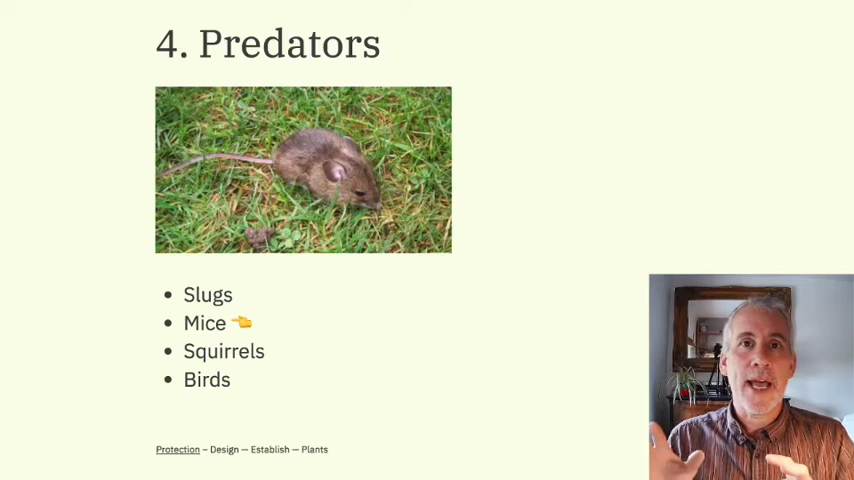 4. Predators
Slugs
Mice 👈
Squirrels
Birds
Protection – Design — Establish — Plants